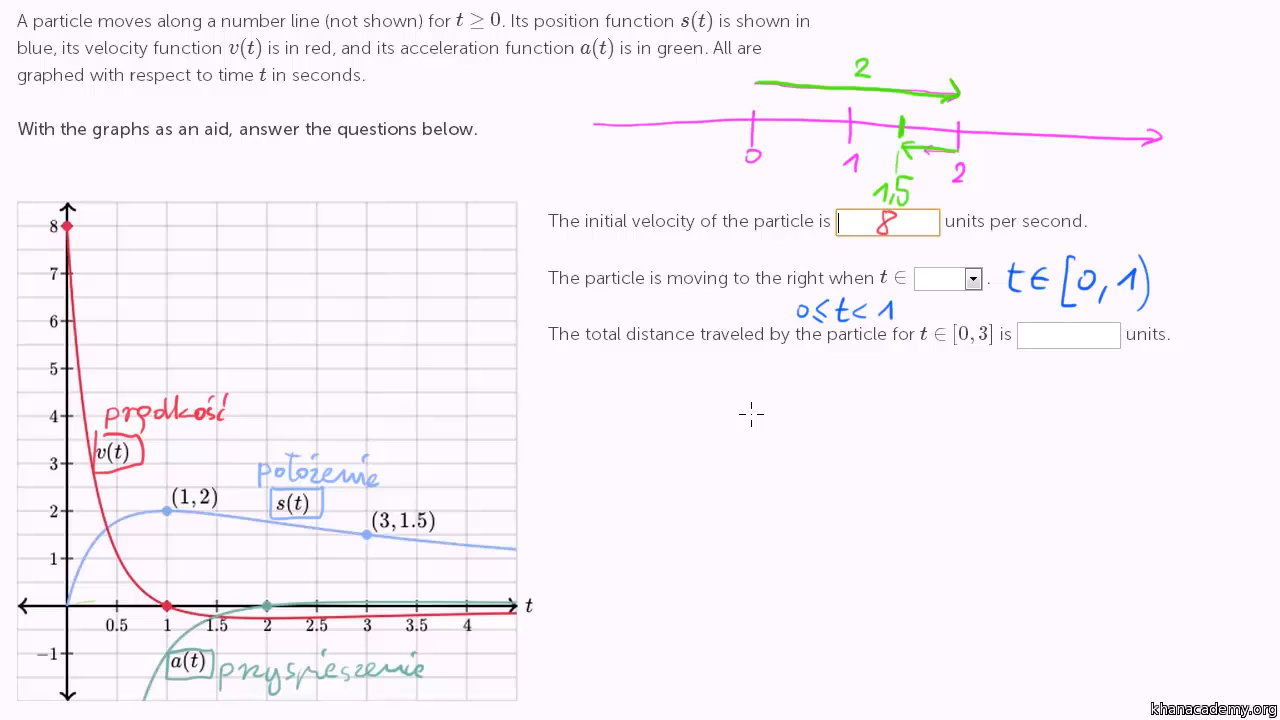 A particle moves along a number line (not shown) for t ≥ 0. Its position function s(t) is shown in
blue, its velocity function v(t) is in red, and its acceleration function a(t) is in green. All are
graphed with respect to time t in seconds.
With the graphs as an aid, answer the questions below.
2
0 1 2
1,5
The initial velocity of the particle is 8 units per second.
The particle is moving to the right when t ∈ . t ∈ [0, 1)
0 ≤ t < 1
The total distance traveled by the particle for t ∈ [0, 3] is units.
8
7
6
5
4
3
2
1
−1
prędkość
v(t)
położenie
(1, 2)
s(t)
(3, 1.5)
t
0.5 1 1.5 2 2.5 3 3.5 4
a(t) przyspieszenie
khanacademy.org